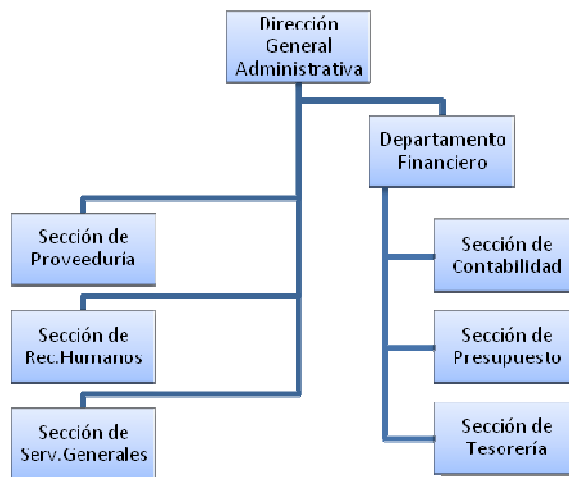 Dirección
General
Administrativa
Departamento
Financiero
Sección de
Proveeduría
Sección de
Contabilidad
Sección de
Rec.Humanos
Sección de
Presupuesto
Sección de
Serv.Generales
Sección de
Tesorería